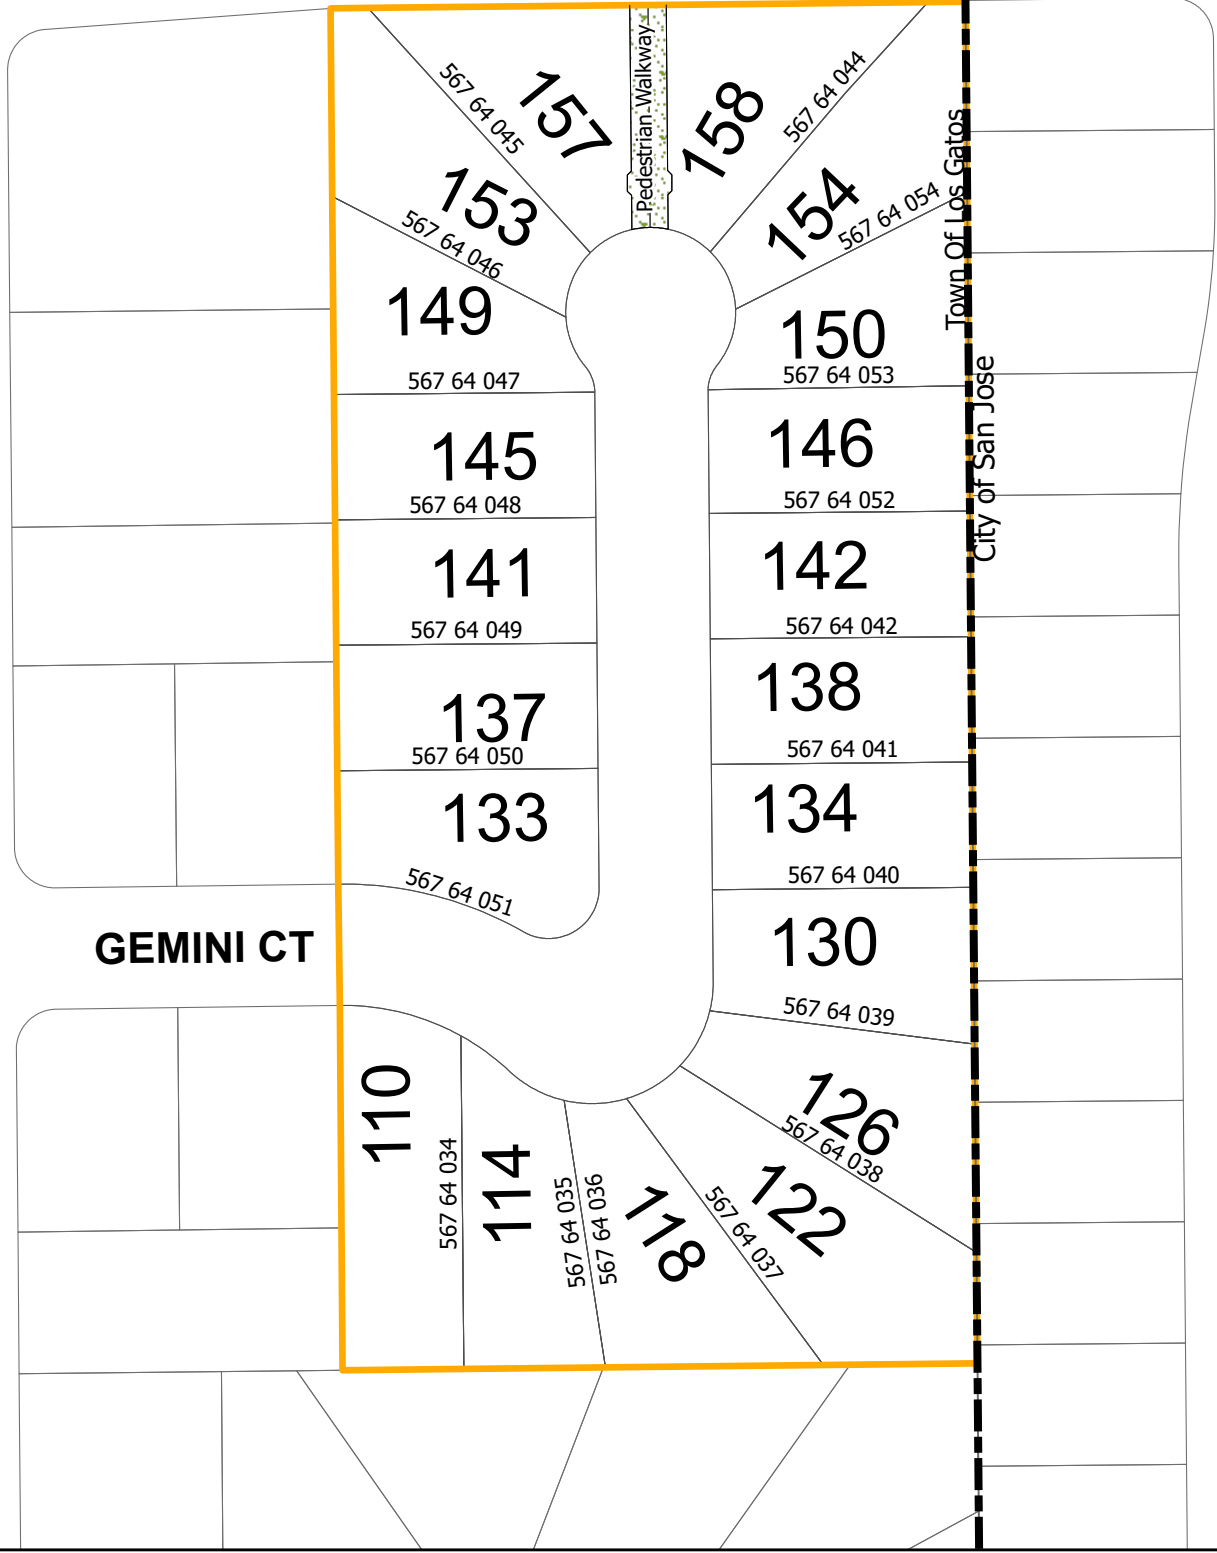 157
567 64 045
Pedestrian Walkway
158
567 64 044
153
567 64 046
154
567 64 054
Town Of Los Gatos
149
567 64 047
150
567 64 053
City of San Jose
145
567 64 048
146
567 64 052
141
567 64 049
142
567 64 042
137
567 64 050
138
567 64 041
133
567 64 051
134
567 64 040
GEMINI CT
130
567 64 039
110
567 64 034
114
567 64 035
567 64 036
118
567 64 037
122
126
567 64 038